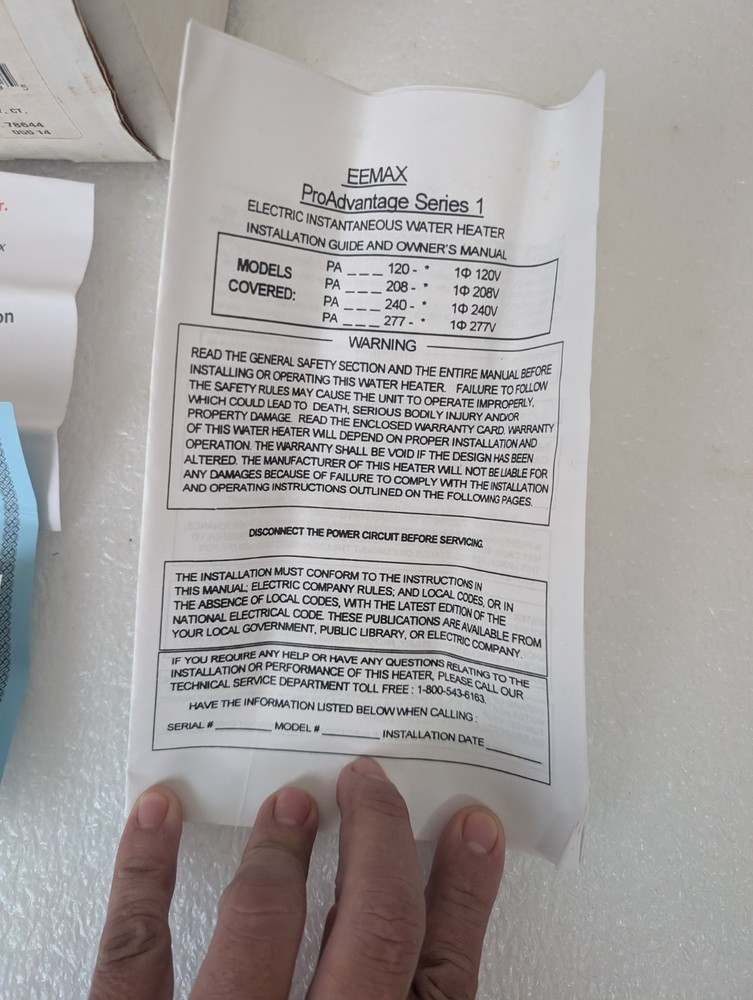 5
CT.
78644
055 14
r.
x
on
EEMAX
ProAdvantage Series 1
ELECTRIC INSTANTANEOUS WATER HEATER
INSTALLATION GUIDE AND OWNER'S MANUAL
MODELS COVERED:
PA _ _ _ 120 - * 1Φ 120V
PA _ _ _ 208 - * 1Φ 208V
PA _ _ _ 240 - * 1Φ 240V
PA _ _ _ 277 - * 1Φ 277V
WARNING
READ THE GENERAL SAFETY SECTION AND THE ENTIRE MANUAL BEFORE
INSTALLING OR OPERATING THIS WATER HEATER. FAILURE TO FOLLOW
THE SAFETY RULES MAY CAUSE THE UNIT TO OPERATE IMPROPERLY,
WHICH COULD LEAD TO DEATH, SERIOUS BODILY INJURY AND/OR
PROPERTY DAMAGE. READ THE ENCLOSED WARRANTY CARD. WARRANTY
OF THIS WATER HEATER WILL DEPEND ON PROPER INSTALLATION AND
OPERATION. THE WARRANTY SHALL BE VOID IF THE DESIGN HAS BEEN
ALTERED. THE MANUFACTURER OF THIS HEATER WILL NOT BE LIABLE FOR
ANY DAMAGES BECAUSE OF FAILURE TO COMPLY WITH THE INSTALLATION
AND OPERATING INSTRUCTIONS OUTLINED ON THE FOLLOWING PAGES.
DISCONNECT THE POWER CIRCUIT BEFORE SERVICING.
THE INSTALLATION MUST CONFORM TO THE INSTRUCTIONS IN
THIS MANUAL; ELECTRIC COMPANY RULES; AND LOCAL CODES, OR IN
THE ABSENCE OF LOCAL CODES, WITH THE LATEST EDITION OF THE
NATIONAL ELECTRICAL CODE. THESE PUBLICATIONS ARE AVAILABLE FROM
YOUR LOCAL GOVERNMENT, PUBLIC LIBRARY, OR ELECTRIC COMPANY.
IF YOU REQUIRE ANY HELP OR HAVE ANY QUESTIONS RELATING TO THE
INSTALLATION OR PERFORMANCE OF THIS HEATER, PLEASE CALL OUR
TECHNICAL SERVICE DEPARTMENT TOLL FREE : 1-800-543-6163.
HAVE THE INFORMATION LISTED BELOW WHEN CALLING :
SERIAL # ________ MODEL # ________ INSTALLATION DATE ________